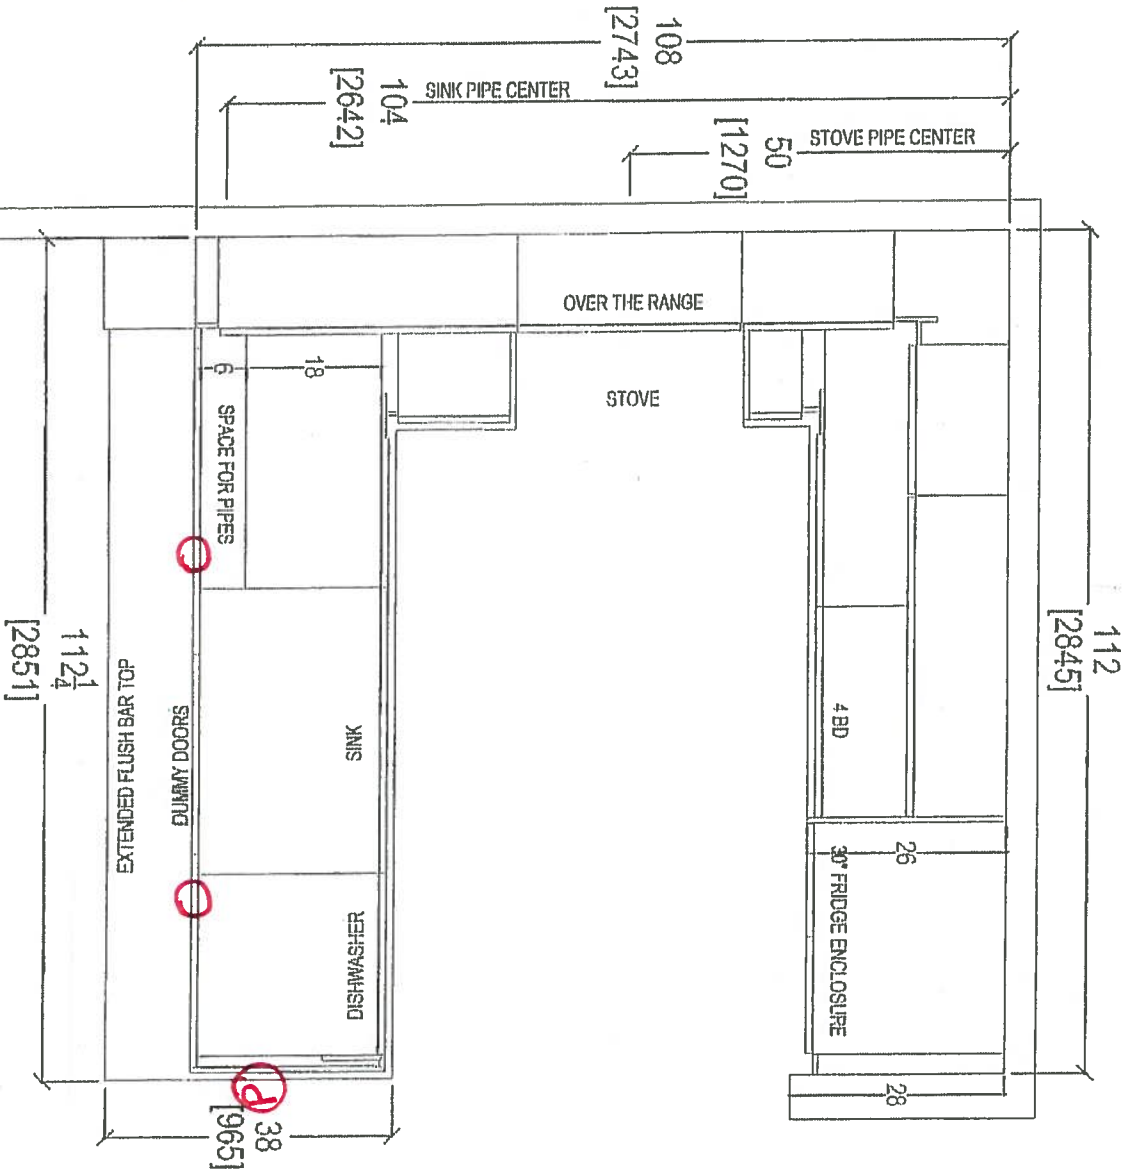 108
[2743]
SINK PIPE CENTER
104
[2642]
STOVE PIPE CENTER
50
[1270]
OVER THE RANGE
STOVE
18
6
SPACE FOR PIPES
112
[2845]
4 BD
SINK
DUMMY DOORS
EXTENDED FLUSH BAR TOP
112 1/4
[2851]
26
30" FRIDGE ENCLOSURE
DISHWASHER
28
P
38
[965]